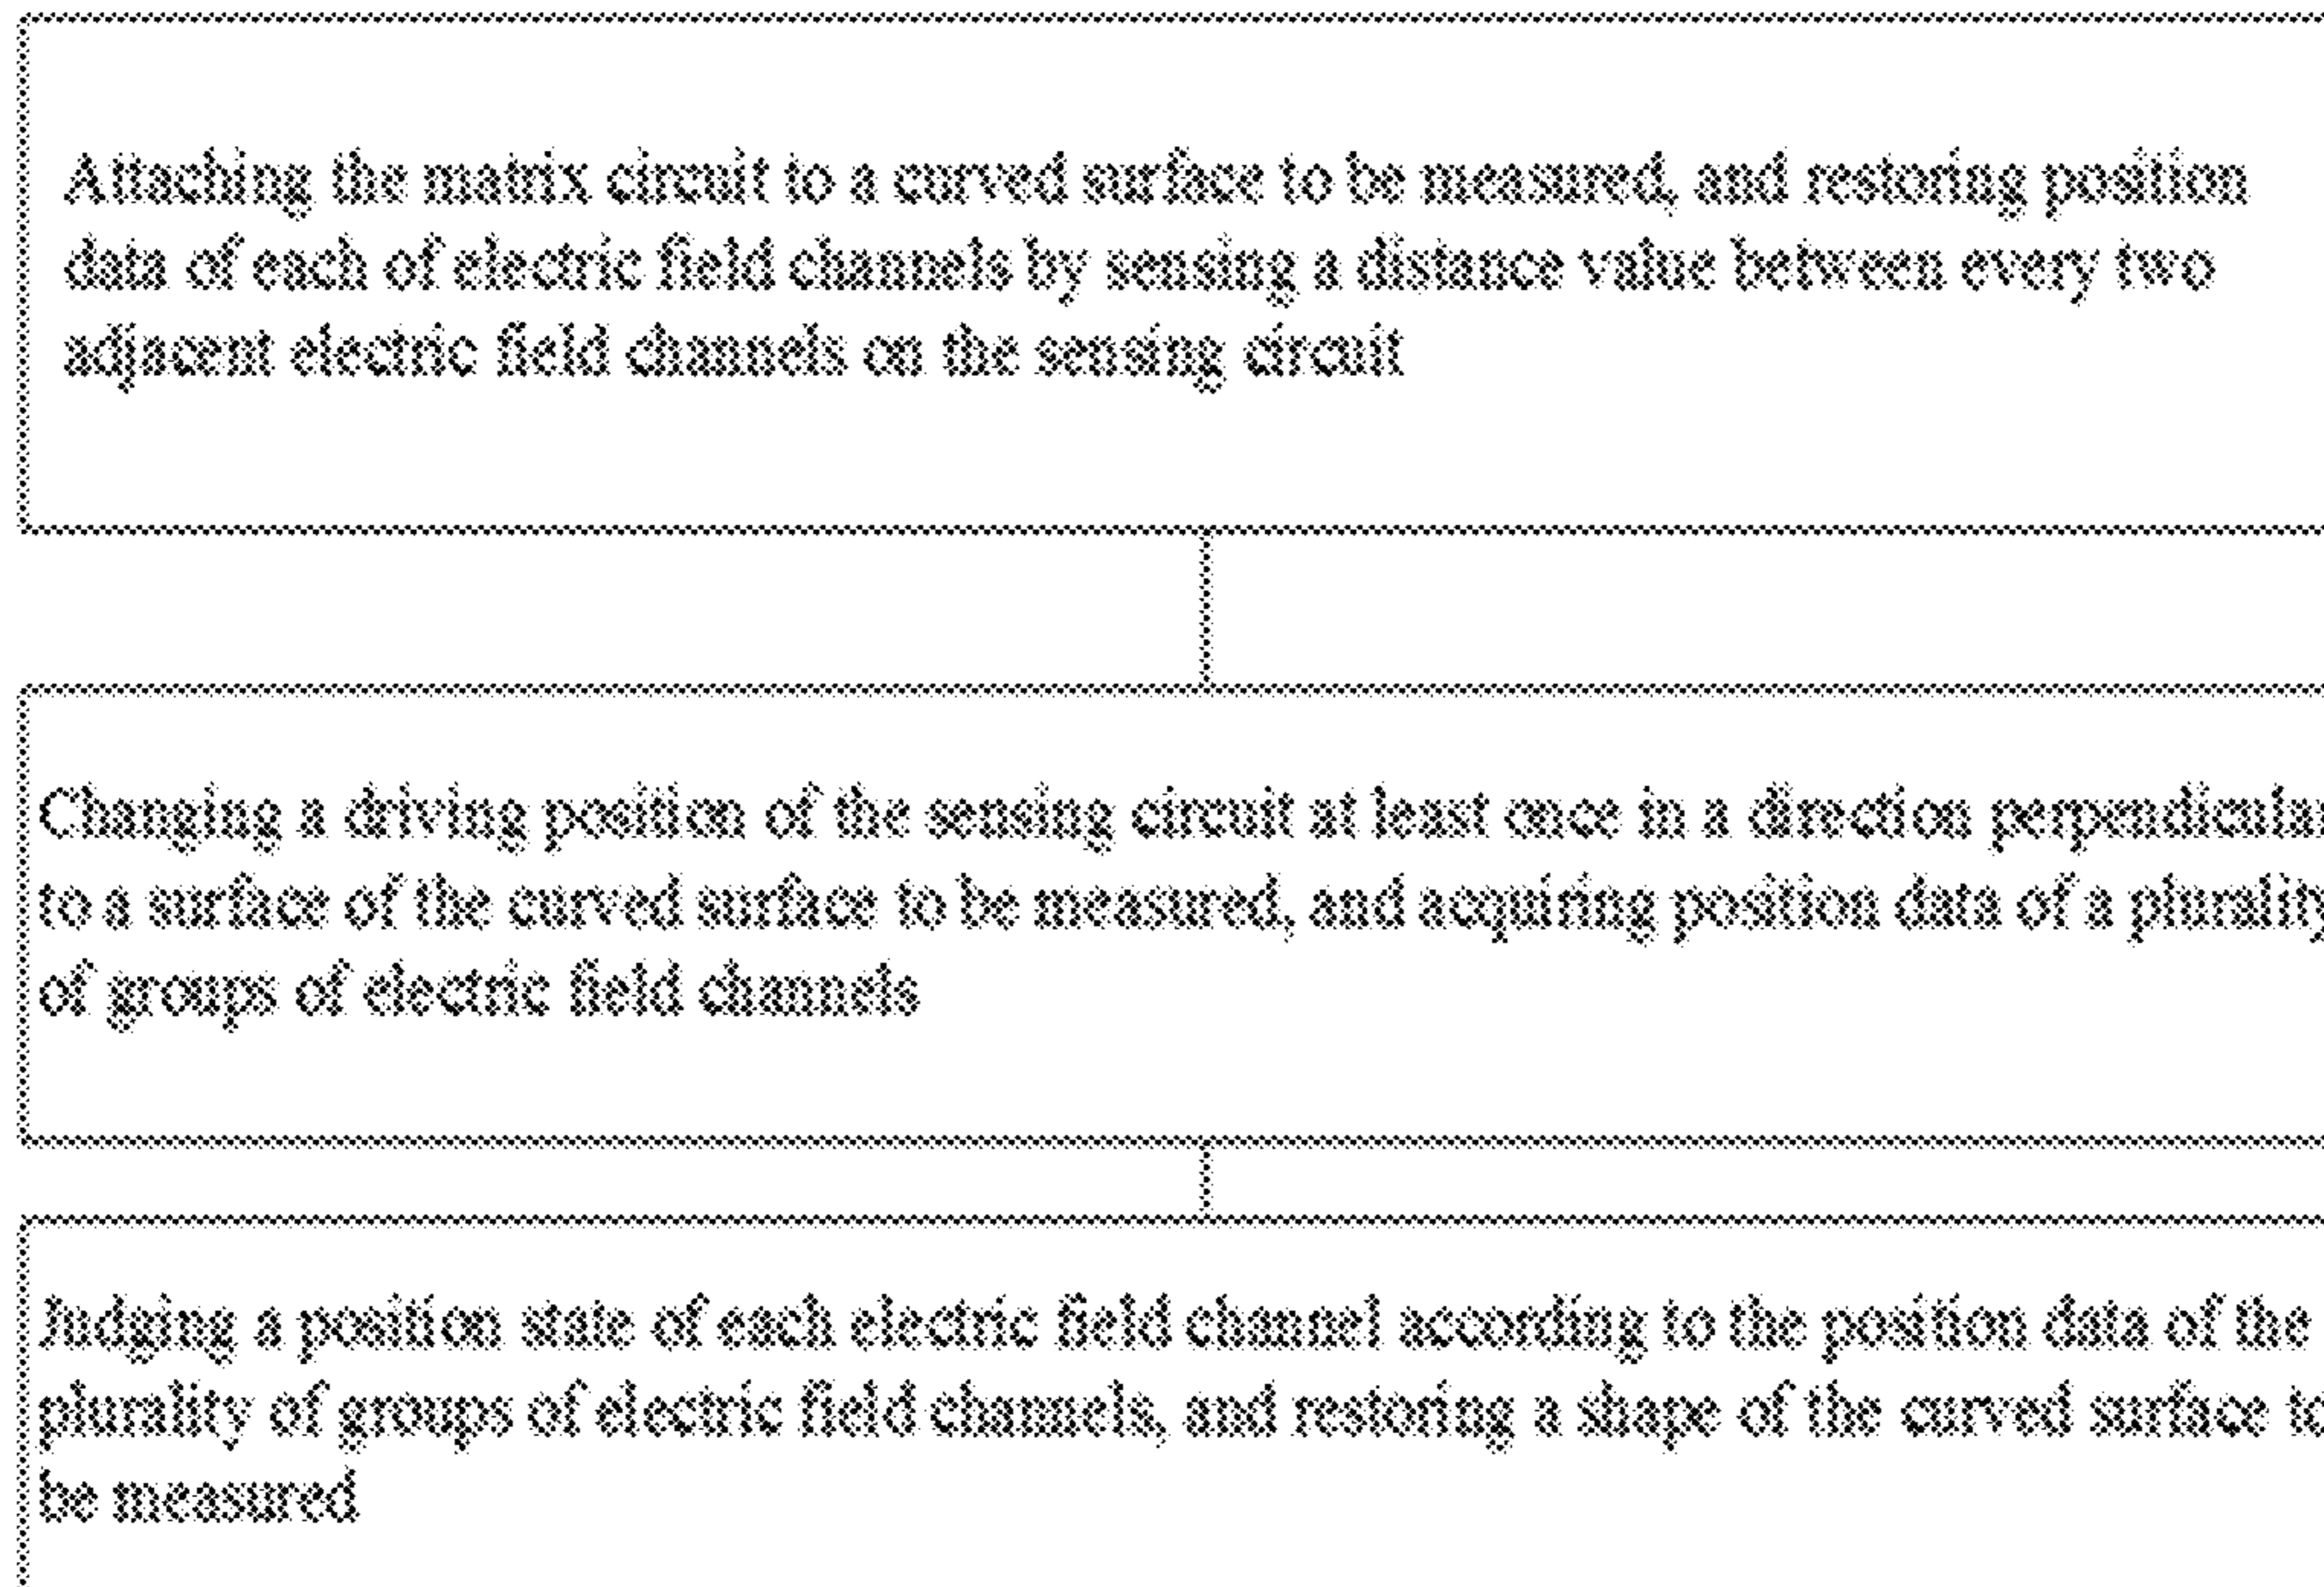 Attaching the matrix circuit to a curved surface to be measured, and restoring position
data of each of electric field channels by sensing a distance value between every two
adjacent electric field channels on the sensing circuit
Changing a driving position of the sensing circuit at least once in a direction perpendicular
to a surface of the curved surface to be measured, and acquiring position data of a plurality
of groups of electric field channels
Judging a position state of each electric field channel according to the position data of the
plurality of groups of electric field channels, and restoring a shape of the curved surface to
be measured